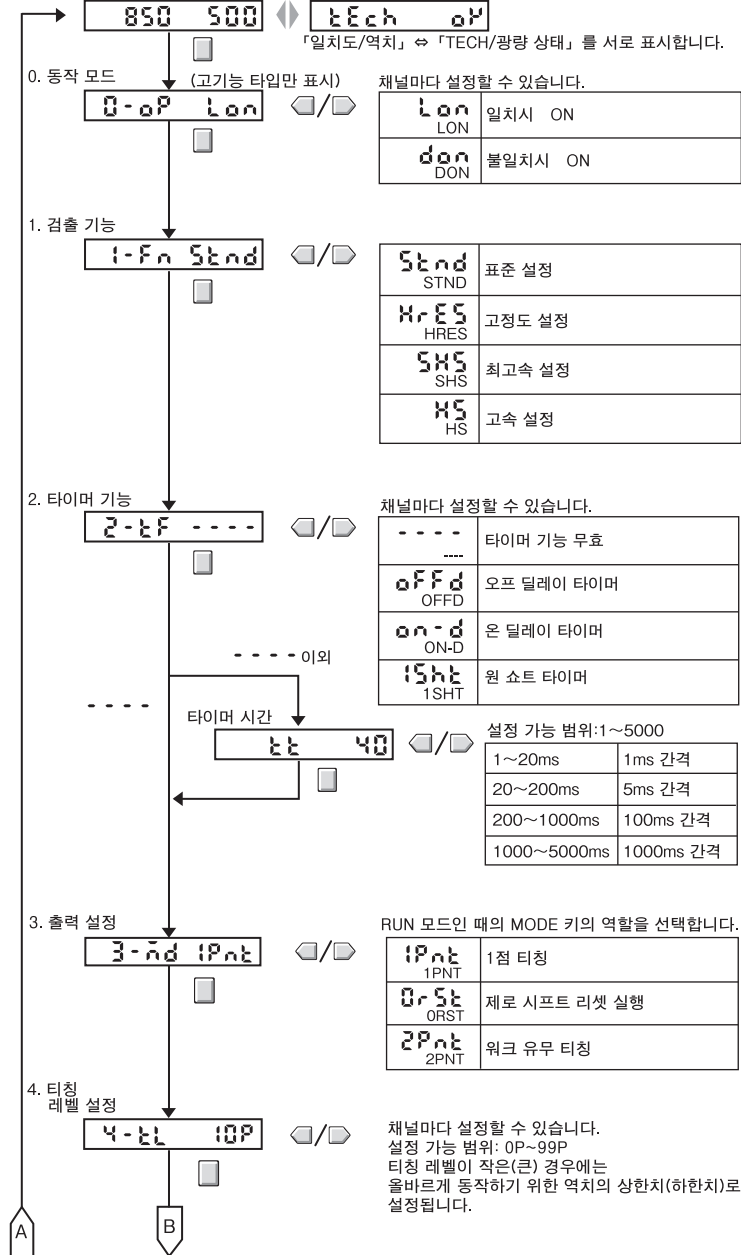 850 500 tEch oK
「일치도/역치」 ⇔ 「TECH/광량 상태」를 서로 표시합니다.
0. 동작 모드
(고기능 타입만 표시)
채널마다 설정할 수 있습니다.
0-oP Lon
Lon
LON
일치시 ON
don
DON
불일치시 ON
1. 검출 기능
1-Fn Stnd
Stnd
STND
표준 설정
HrES
HRES
고정도 설정
SHS
SHS
최고속 설정
HS
HS
고속 설정
2. 타이머 기능
채널마다 설정할 수 있습니다.
2-tF ----
----
----
타이머 기능 무효
oFFd
OFFD
오프 딜레이 타이머
on-d
ON-D
온 딜레이 타이머
1Sht
1SHT
원 쇼트 타이머
---- 이외
----
타이머 시간
tt 40
설정 가능 범위:1~5000
1~20ms 1ms 간격
20~200ms 5ms 간격
200~1000ms 100ms 간격
1000~5000ms 1000ms 간격
3. 출력 설정
RUN 모드인 때의 MODE 키의 역할을 선택합니다.
3-md 1Pnt
1Pnt
1PNT
1점 티칭
0rSt
0RST
제로 시프트 리셋 실행
2Pnt
2PNT
워크 유무 티칭
4. 티칭
레벨 설정
4-tL 10P
채널마다 설정할 수 있습니다.
설정 가능 범위: 0P~99P
티칭 레벨이 작은(큰) 경우에는
올바르게 동작하기 위한 역치의 상한치(하한치)로
설정됩니다.
A
B